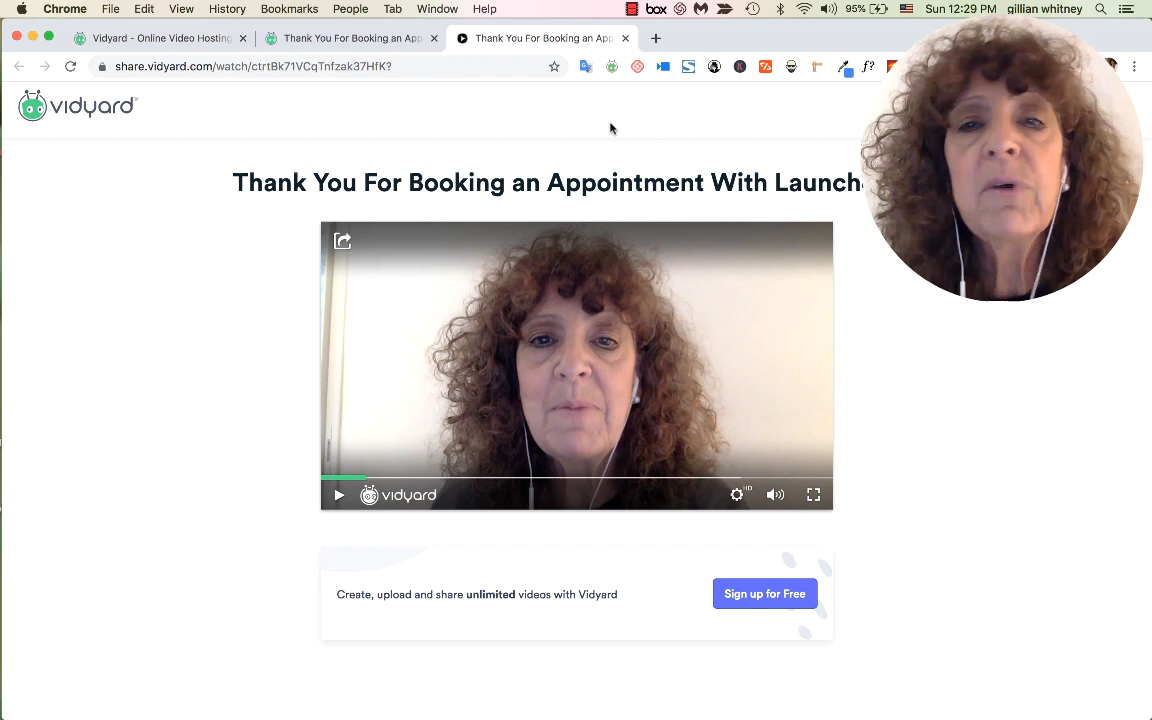 Chrome File Edit View History Bookmarks People Tab Window Help box 95% Sun 12:29 PM gillian whitney
Vidyard - Online Video Hosting Thank You For Booking an App Thank You For Booking an App
share.vidyard.com/watch/ctrtBk71VCqTnfzak37HfK? f?
vidyard
Thank You For Booking an Appointment With Launch
vidyard HD
Create, upload and share unlimited videos with Vidyard Sign up for Free